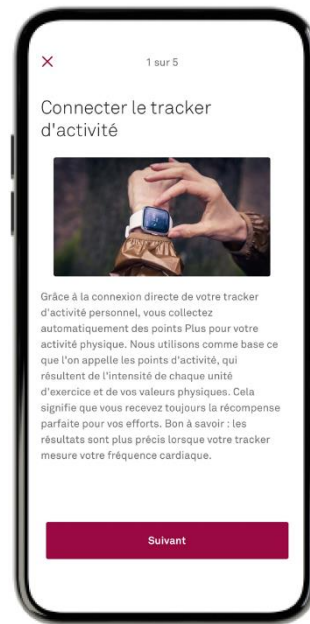 1 sur 5
Connecter le tracker
d'activité
Grâce à la connexion directe de votre tracker
d'activité personnel, vous collectez
automatiquement des points Plus pour votre
activité physique. Nous utilisons comme base ce
que l'on appelle les points d'activité, qui
résultent de l'intensité de chaque unité
d'exercice et de vos valeurs physiques. Cela
signifie que vous recevez toujours la récompense
parfaite pour vos efforts. Bon à savoir : les
résultats sont plus précis lorsque votre tracker
mesure votre fréquence cardiaque.
Suivant